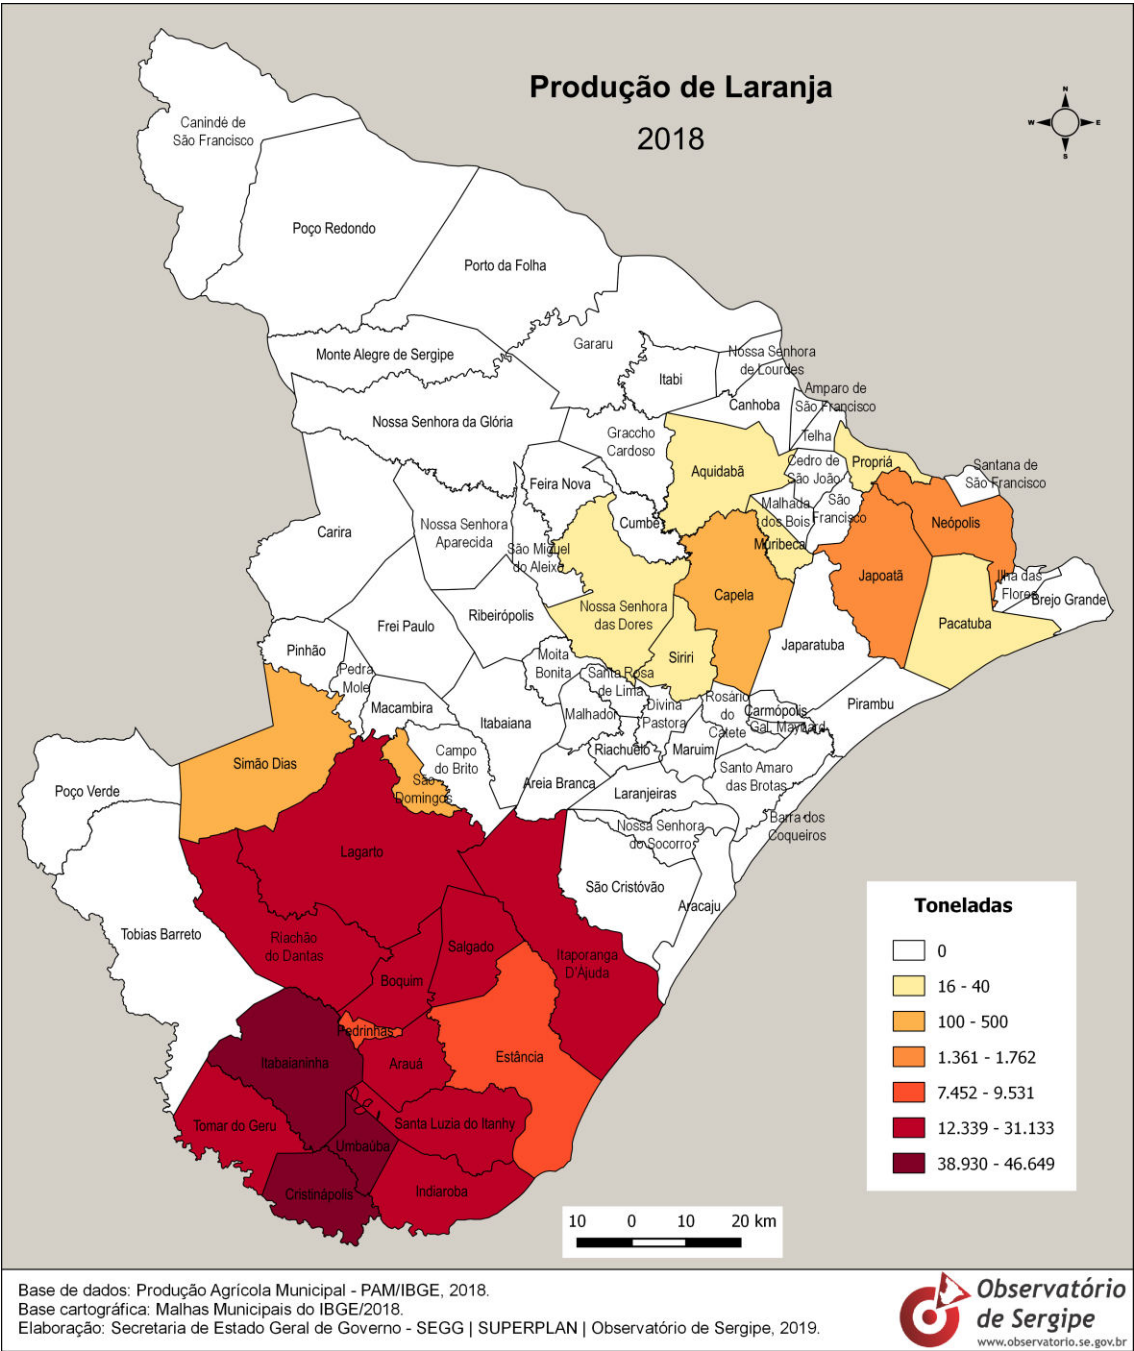 Produção de Laranja
2018
N
W
E
S
Canindé de
São Francisco
Poço Redondo
Porto da Folha
Monte Alegre de Sergipe
Gararu
Nossa Senhora
de Lourdes
Itabi
Amparo de
São Francisco
Canhoba
Nossa Senhora da Glória
Graccho
Cardoso
Telha
Aquidabã
Cedro de
São João
Propriá
Santana de
São Francisco
Feira Nova
Malhada
dos Bois
São
Francisco
Neópolis
Carira
Nossa Senhora
Aparecida
Cumbe
São Miguel
do Aleixo
Muribeca
Japoatã
Ilha das
Flores
Brejo Grande
Nossa Senhora
das Dores
Capela
Ribeirópolis
Pacatuba
Frei Paulo
Japaratuba
Pinhão
Siriri
Moita
Bonita
Pedra
Mole
Santa Rosa
de Lima
Macambira
Itabaiana
Malhador
Divina
Pastora
Rosário
do
Catete
Carmópolis
Pirambu
Gal. Maynard
Campo
do Brito
Riachuelo
Maruim
Simão Dias
São
Domingos
Areia Branca
Santo Amaro
das Brotas
Poço Verde
Laranjeiras
Barra dos
Coqueiros
Nossa Senhora
do Socorro
Lagarto
São Cristóvão
Aracaju
Tobias Barreto
Riachão
do Dantas
Salgado
Itaporanga
D'Ajuda
Boquim
Pedrinhas
Itabaianinha
Arauá
Estância
Tomar do Geru
Santa Luzia do Itanhy
Umbaúba
Cristinápolis
Indiaroba
Toneladas
0
16 - 40
100 - 500
1.361 - 1.762
7.452 - 9.531
12.339 - 31.133
38.930 - 46.649
10 0 10 20 km
Base de dados: Produção Agrícola Municipal - PAM/IBGE, 2018.
Base cartográfica: Malhas Municipais do IBGE/2018.
Elaboração: Secretaria de Estado Geral de Governo - SEGG | SUPERPLAN | Observatório de Sergipe, 2019.
Observatório
de Sergipe
www.observatorio.se.gov.br